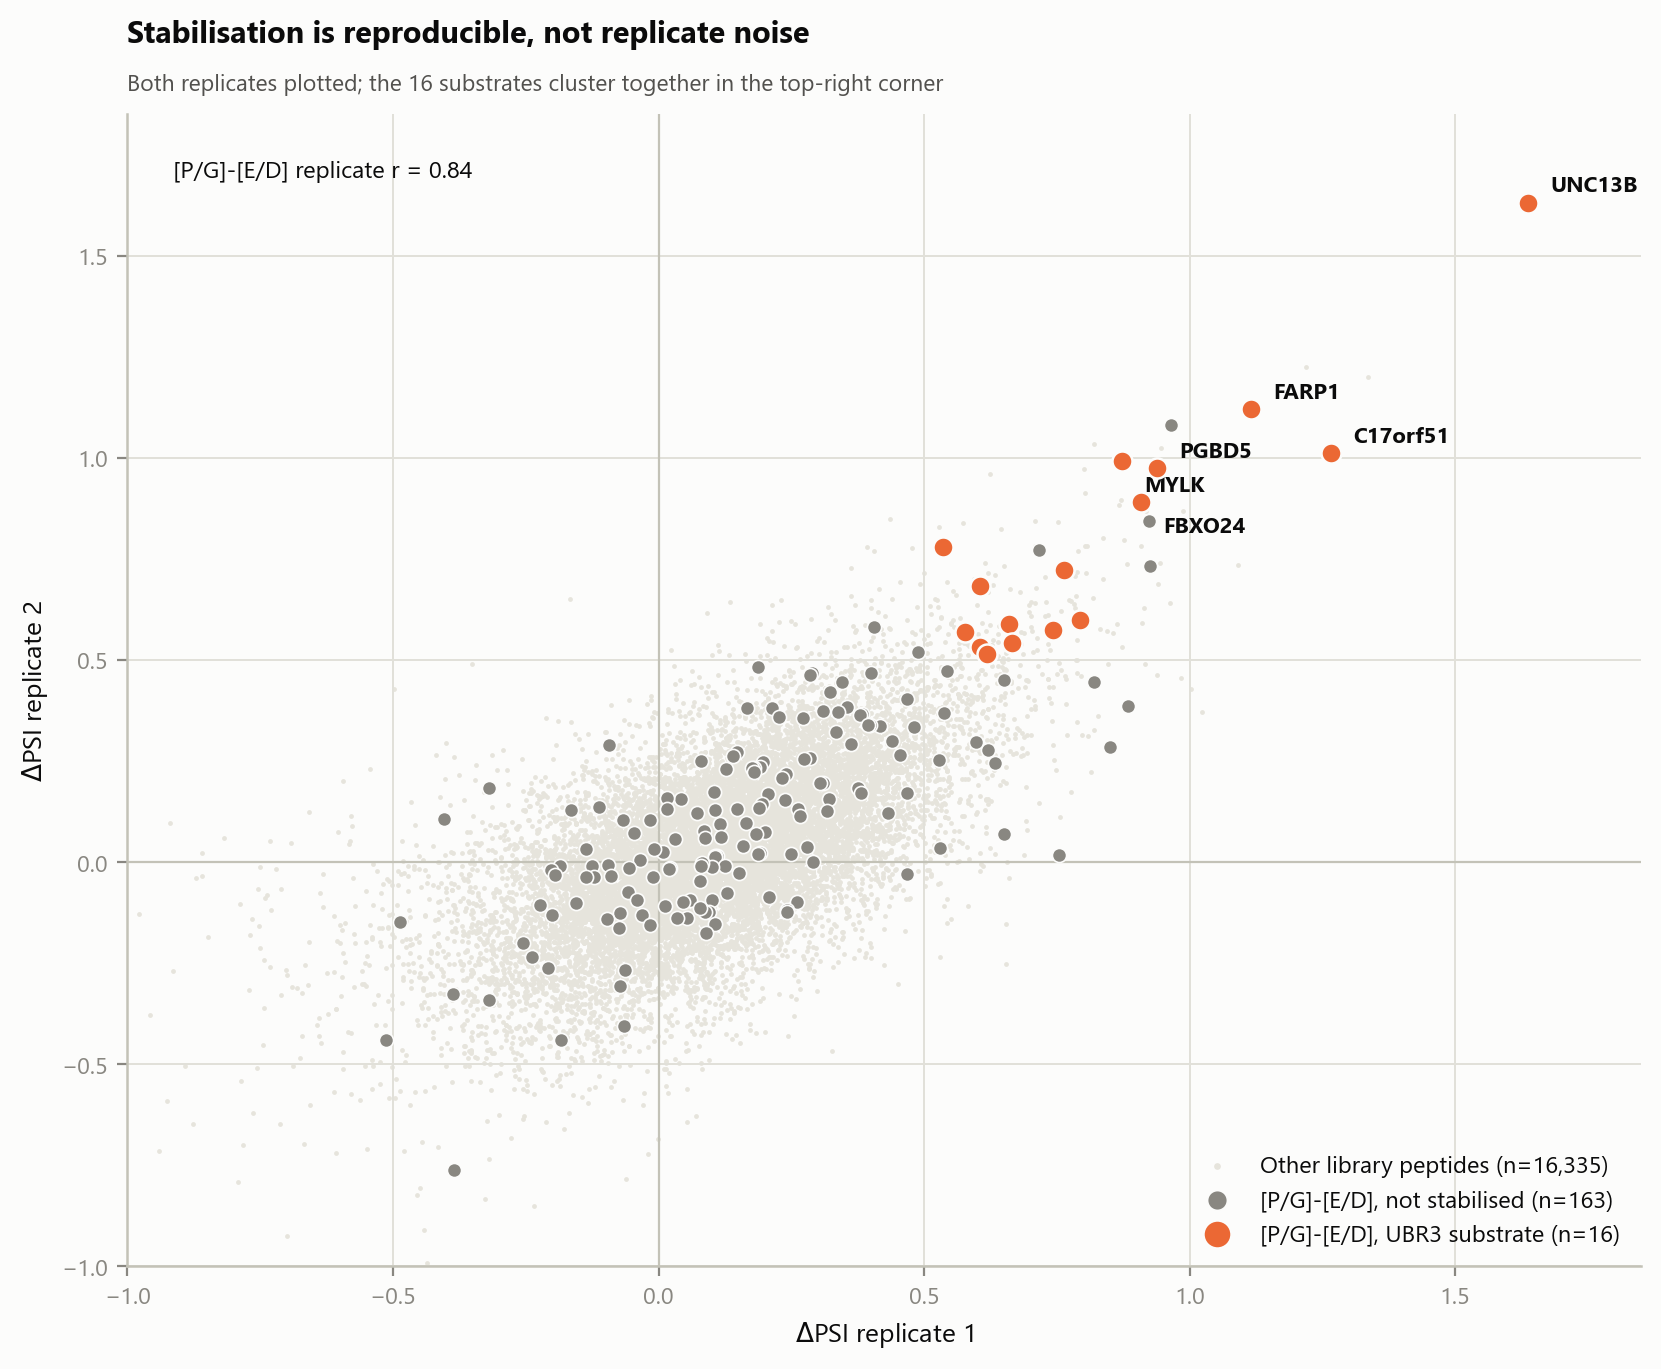 Stabilisation is reproducible, not replicate noise
Both replicates plotted; the 16 substrates cluster together in the top-right corner
[P/G]-[E/D] replicate r = 0.84
UNC13B
FARP1
C17orf51
PGBD5
MYLK
FBXO24
1.5
1.0
0.5
0.0
−0.5
−1.0
ΔPSI replicate 2
Other library peptides (n=16,335)
[P/G]-[E/D], not stabilised (n=163)
[P/G]-[E/D], UBR3 substrate (n=16)
−1.0 −0.5 0.0 0.5 1.0 1.5
ΔPSI replicate 1